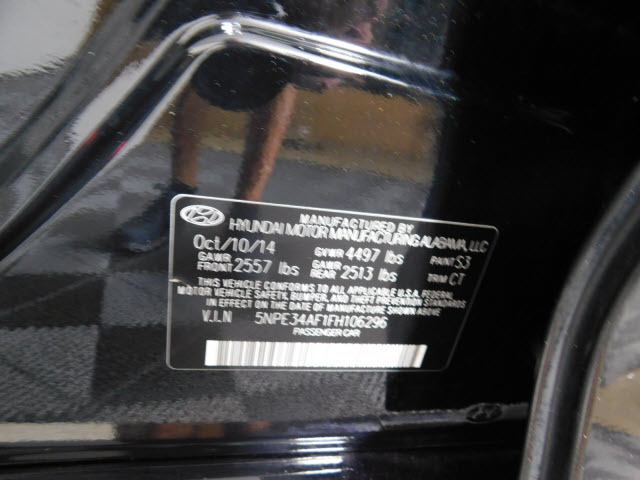 MANUFACTURED BY
HYUNDAI MOTOR MANUFACTURING ALABAMA, LLC
Oct/10/14 GVWR 4497 lbs PAINT S3
GAWR FRONT 2557 lbs GAWR REAR 2513 lbs TRIM CT
THIS VEHICLE CONFORMS TO ALL APPLICABLE U.S.A FEDERAL
MOTOR VEHICLE SAFETY, BUMPER, AND THEFT PREVENTION STANDARDS
IN EFFECT ON THE DATE OF MANUFACTURE SHOWN ABOVE
V.I.N 5NPE34AF1FH106296
PASSENGER CAR